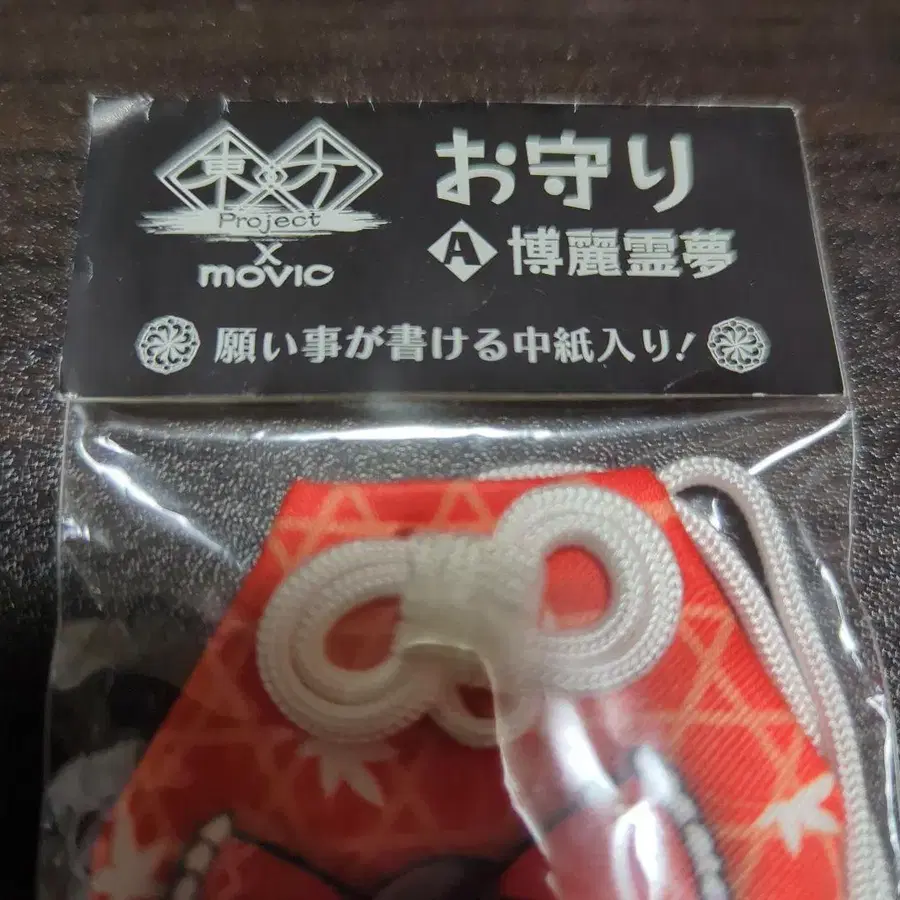 東方
Project
×
movic
お守り
A 博麗霊夢
願い事が書ける中紙入り!